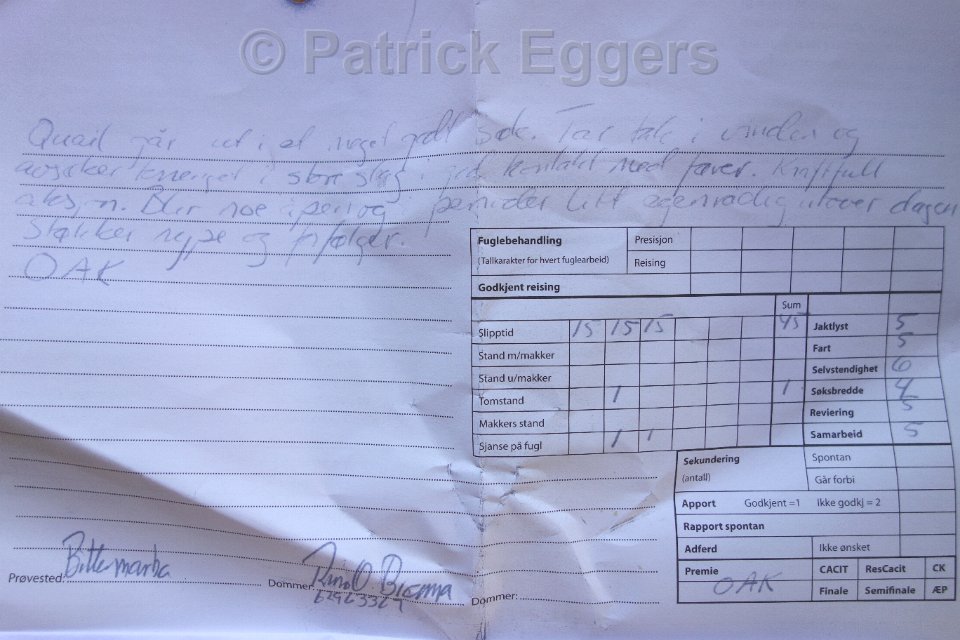 © Patrick Eggers
Quail går ut i et meget godt søk. Tar tak i vinden og
avsøker terrenget i store slag i god kontakt med fører. Kraftfull
aksjon. Blir noe i perioder litt egenrådig utover dagen
Støkker rype og forfølger.
OAK
Fuglebehandling
(Tallkarakter for hvert fuglearbeid)
Presisjon
Reising
Godkjent reising
Sum
Slipptid 15 15 15 45
Stand m/makker
Stand u/makker
Tomstand 1 1
Makkers stand
Sjanse på fugl 1 1
Jaktlyst 5
Fart 5
Selvstendighet 6
Søksbredde 4
Reviering 5
Samarbeid 5
Sekundering
(antall)
Spontan
Går forbi
Apport Godkjent =1 Ikke godkj = 2
Rapport spontan
Adferd Ikke ønsket
Premie OAK
CACIT ResCacit CK
Finale Semifinale ÆP
Prøvested:
Dommer:
Dommer: